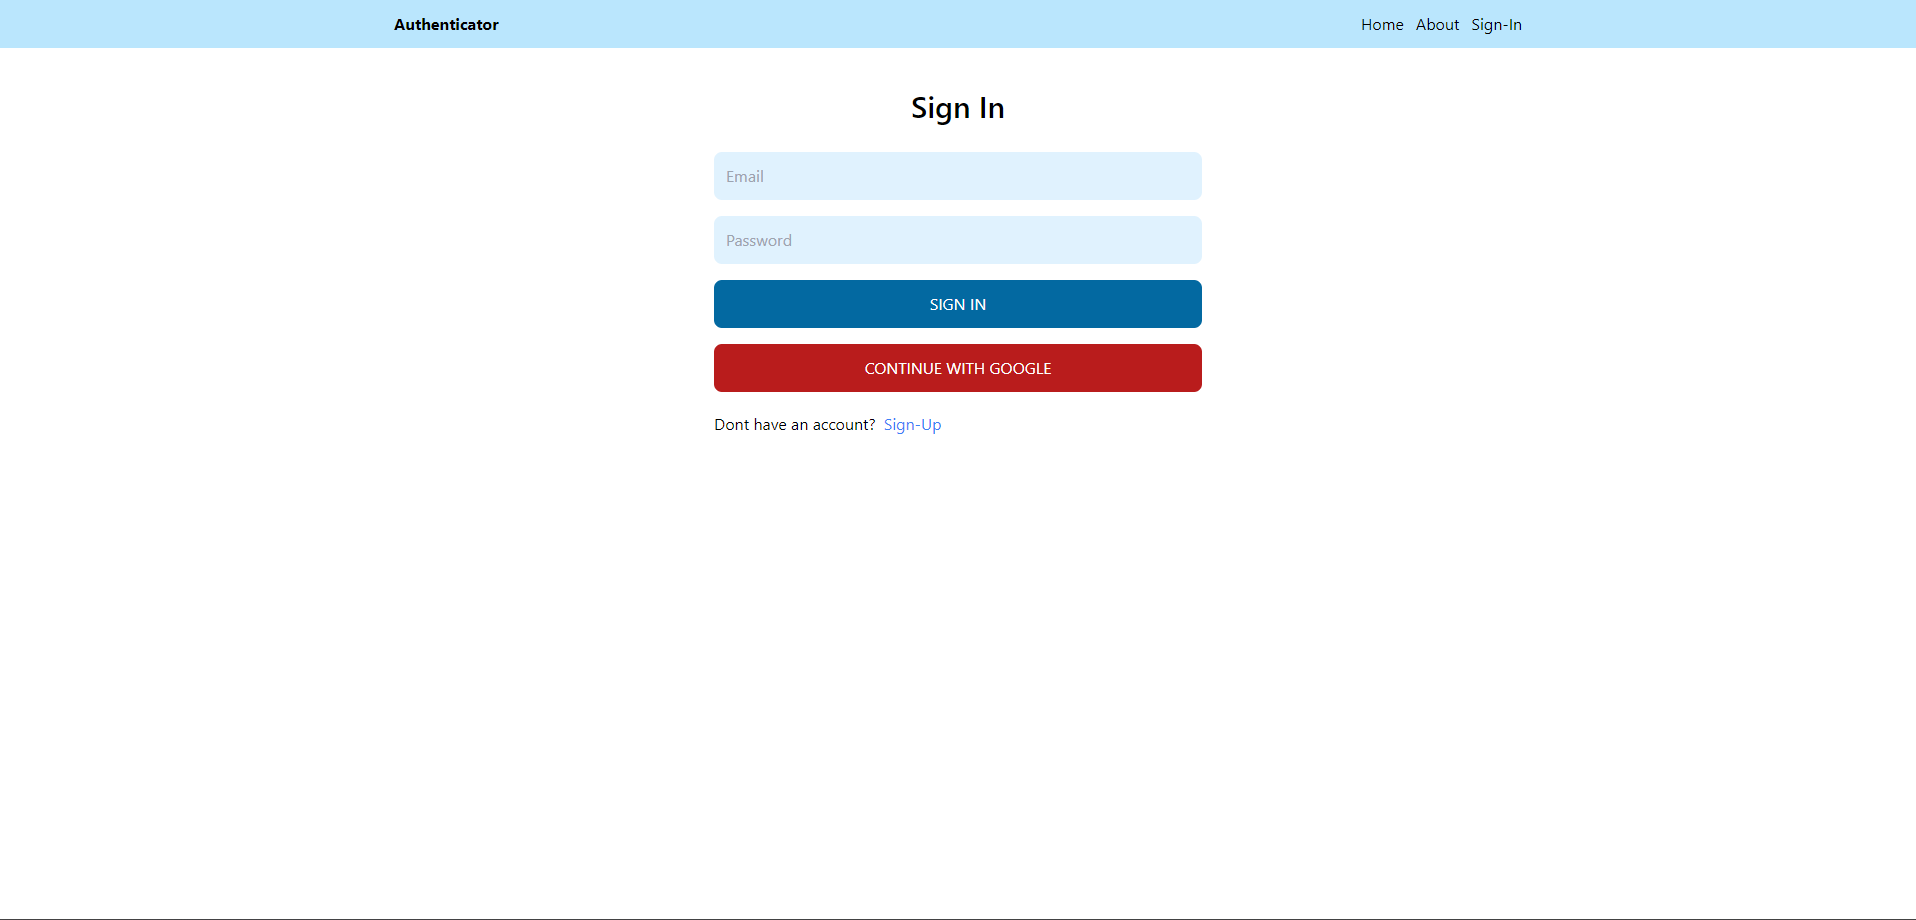 Authenticator
Home About Sign-In
Sign In
Email
Password
SIGN IN
CONTINUE WITH GOOGLE
Dont have an account? Sign-Up